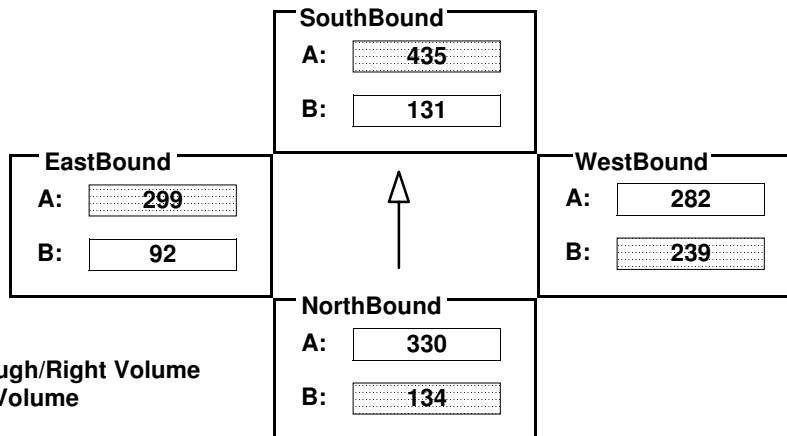 SouthBound
A: 435
B: 131
EastBound
A: 299
B: 92
WestBound
A: 282
B: 239
NorthBound
A: 330
B: 134
ugh/Right Volume
Volume